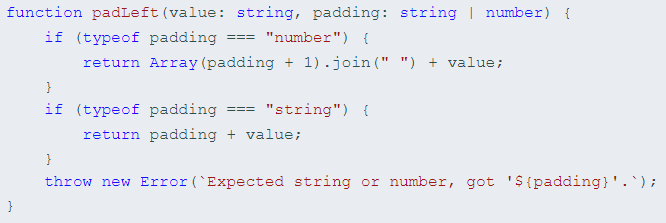 function padLeft(value: string, padding: string | number) {
    if (typeof padding === "number") {
        return Array(padding + 1).join(" ") + value;
    }
    if (typeof padding === "string") {
        return padding + value;
    }
    throw new Error(`Expected string or number, got '${padding}'.`);
}